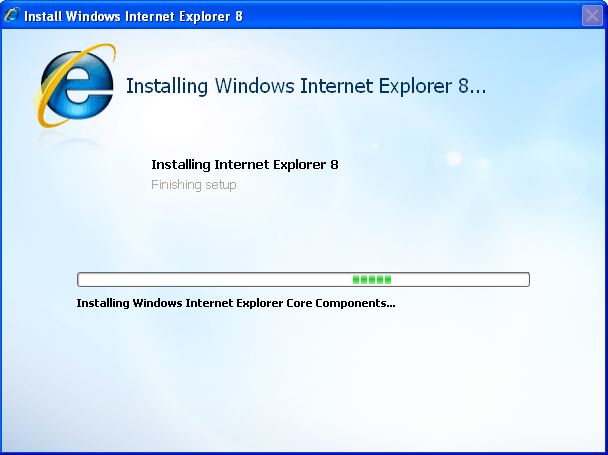 Install Windows Internet Explorer 8
Installing Windows Internet Explorer 8...
Installing Internet Explorer 8
Finishing setup
Installing Windows Internet Explorer Core Components...